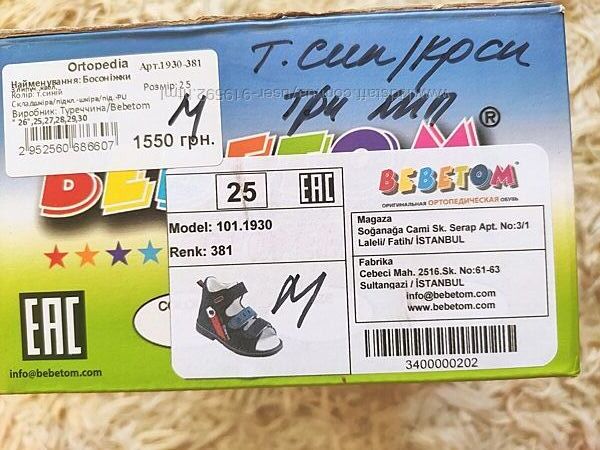 Ortopedia Арт.1930-381
Найменування: Босоніжки
Колір: т.синій
Розмір: 25
Виробник: Туреччина/Bebetom
* 26",25,27,28,29,30
2 952560 686607
1550 грн.
М
т.син/красн
три лип
BEBETOM®
25
EAC
Model: 101.1930
Renk: 381
М
BEBETOM®
ОРИГИНАЛЬНАЯ ОРТОПЕДИЧЕСКАЯ ОБУВЬ
Magaza
Soğanağa Cami Sk. Serap Apt. No:3/1
Laleli/ Fatih/ İSTANBUL
Fabrika
Cebeci Mah. 2516.Sk. No:61-63
Sultangazi / İSTANBUL
info@bebetom.com
www.bebetom.com
3400000202
EAC
info@bebetom.com
CO